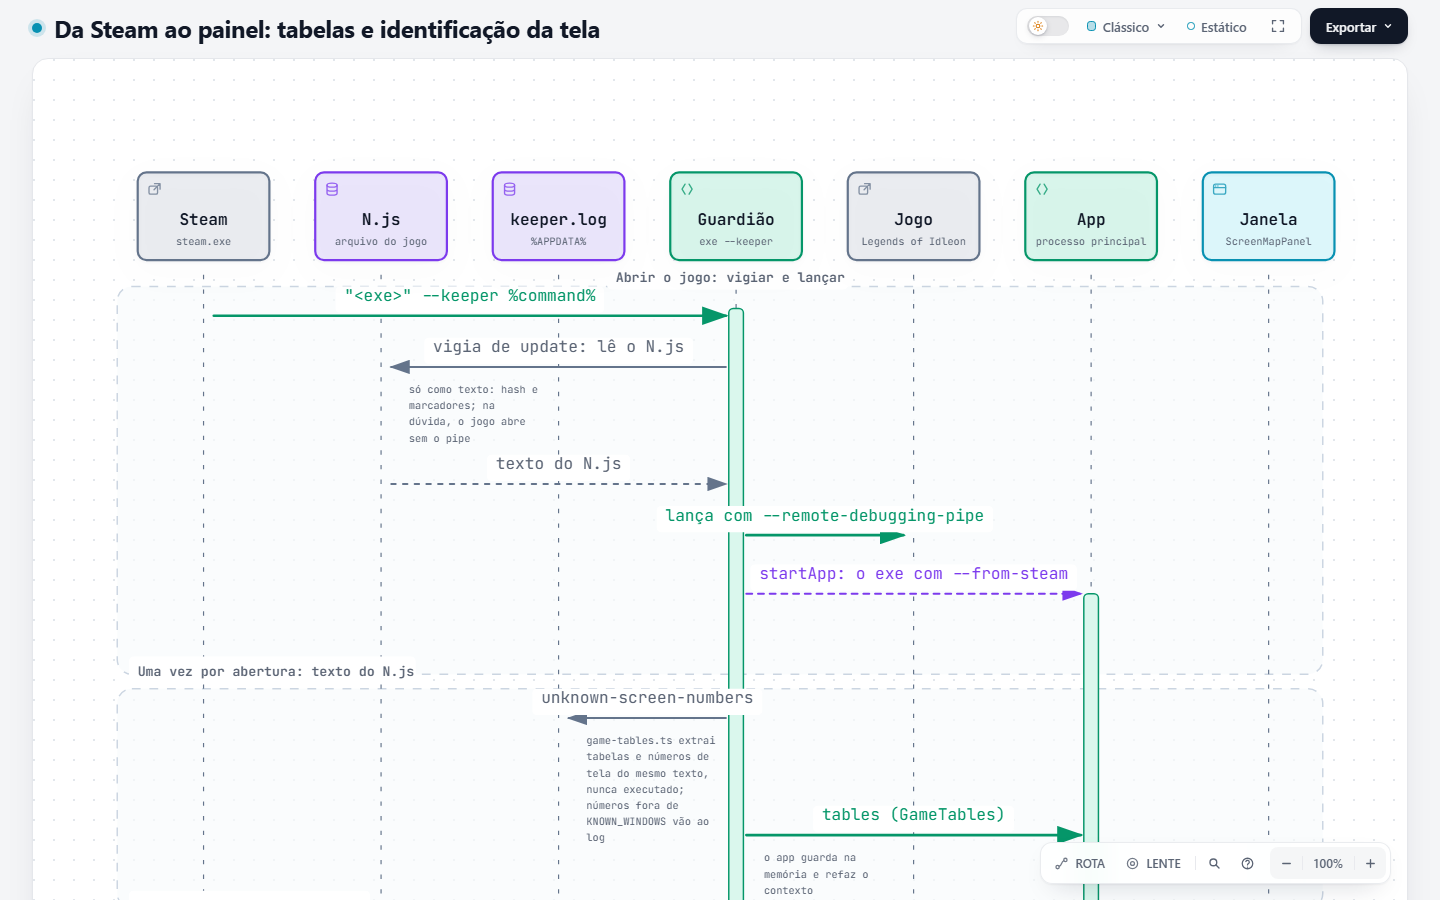 Da Steam ao painel: tabelas e identificação da tela
Clássico
Estático
Exportar
Steam
steam.exe
N.js
arquivo do jogo
keeper.log
%APPDATA%
Guardião
exe --keeper
Jogo
Legends of Idleon
App
processo principal
Janela
ScreenMapPanel
Abrir o jogo: vigiar e lançar
"<exe>" --keeper %command%
vigia de update: lê o N.js
só como texto: hash e
marcadores; na
dúvida, o jogo abre
sem o pipe
texto do N.js
lança com --remote-debugging-pipe
startApp: o exe com --from-steam
Uma vez por abertura: texto do N.js
unknown-screen-numbers
game-tables.ts extrai
tabelas e números de
tela do mesmo texto,
nunca executado;
números fora de
KNOWN_WINDOWS vão ao
log
tables (GameTables)
o app guarda na
memória e refaz o
contexto
ROTA
LENTE
100%